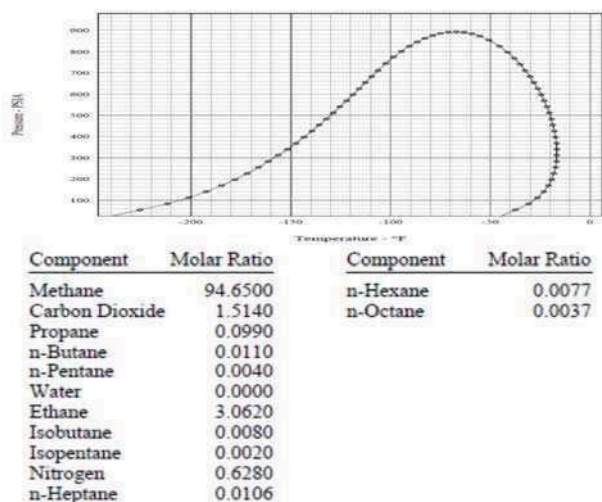 900
800
700
600
500
400
300
200
100
Pressure - PSIA
-200 -150 -100 -50 0
Temperature - °F
Component Molar Ratio
Methane 94.6500
Carbon Dioxide 1.5140
Propane 0.0990
n-Butane 0.0110
n-Pentane 0.0040
Water 0.0000
Ethane 3.0620
Isobutane 0.0080
Isopentane 0.0020
Nitrogen 0.6280
n-Heptane 0.0106
Component Molar Ratio
n-Hexane 0.0077
n-Octane 0.0037